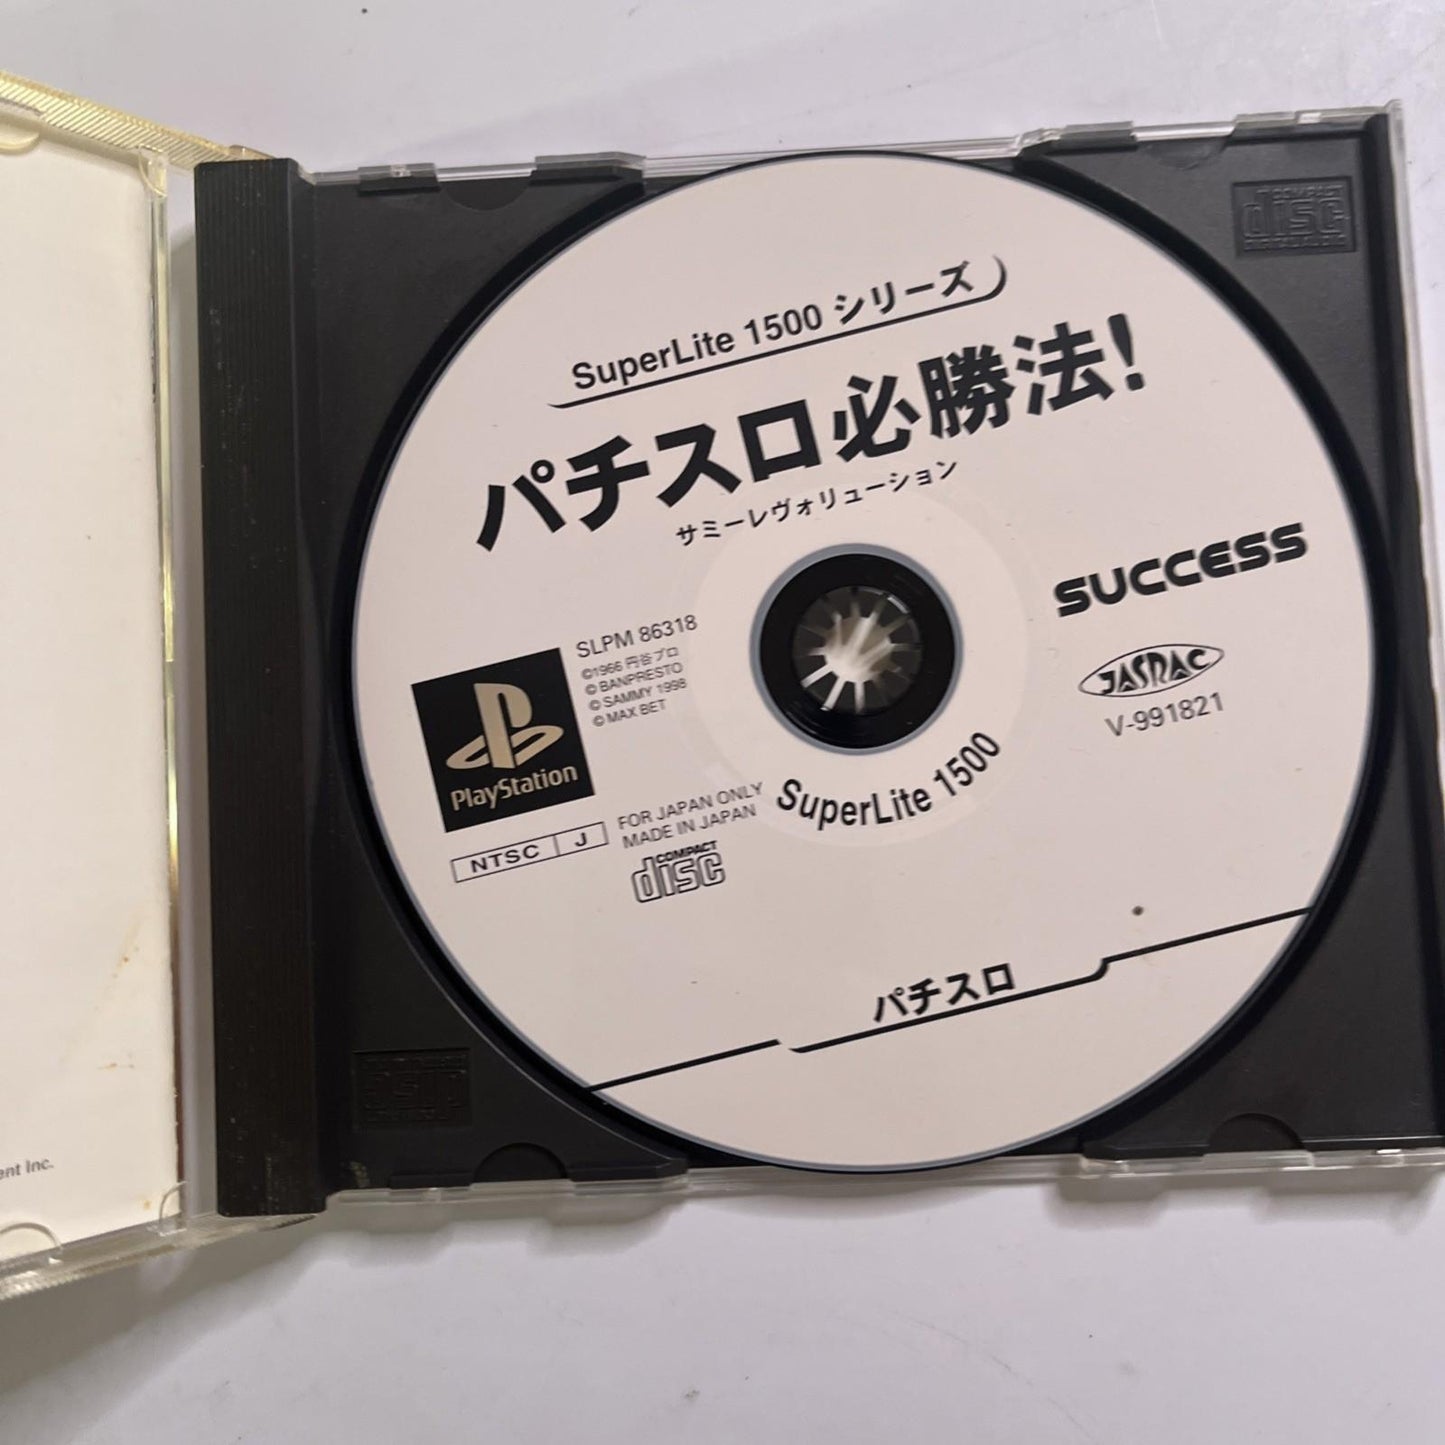 SuperLite 1500 シリーズ
パチスロ必勝法!
サミーレヴォリューション
SUCCESS
JASRAC
V-991821
SLPM 86318
©1966 円谷プロ
© BANPRESTO
© SAMMY 1998
© MAX BET
PlayStation
NTSC J
FOR JAPAN ONLY
MADE IN JAPAN
COMPACT
disc
SuperLite 1500
パチスロ
COMPACT
disc
ent Inc.